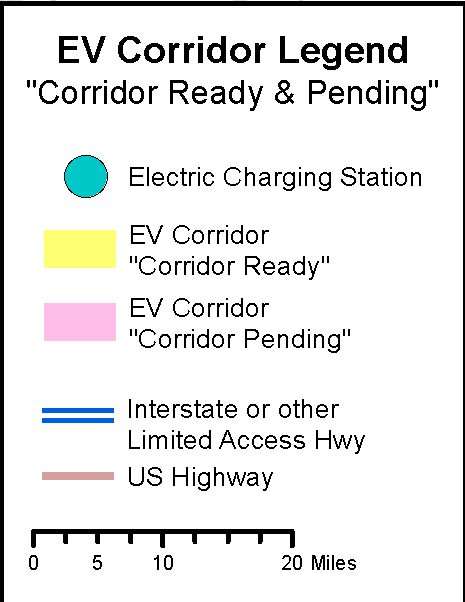 EV Corridor Legend
"Corridor Ready & Pending"
Electric Charging Station
EV Corridor
"Corridor Ready"
EV Corridor
"Corridor Pending"
Interstate or other
Limited Access Hwy
US Highway
0 5 10 20 Miles